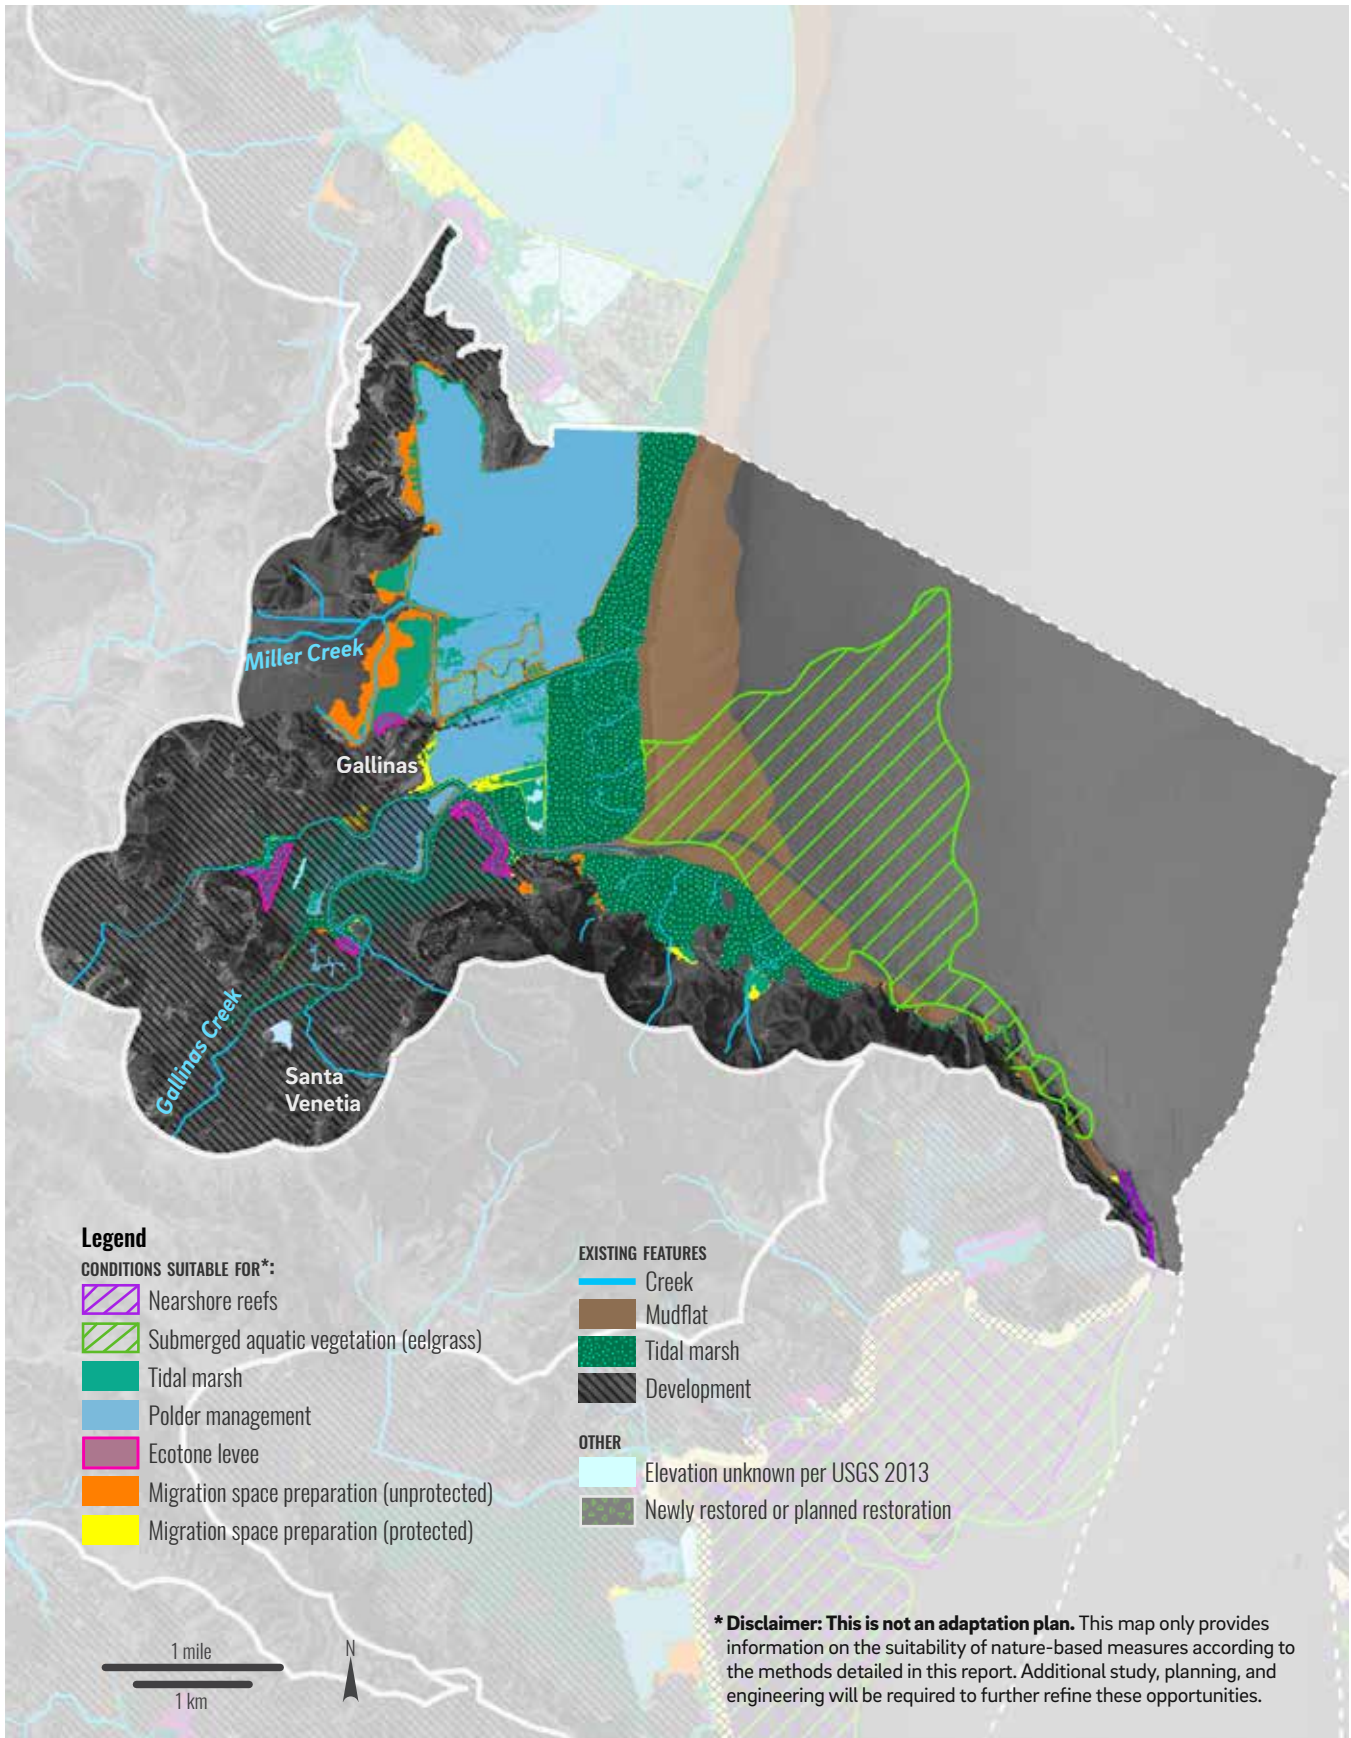 Miller Creek
Gallinas
Gallinas Creek
Santa
Venetia
Legend
CONDITIONS SUITABLE FOR*:
Nearshore reefs
Submerged aquatic vegetation (eelgrass)
Tidal marsh
Polder management
Ecotone levee
Migration space preparation (unprotected)
Migration space preparation (protected)
EXISTING FEATURES
Creek
Mudflat
Tidal marsh
Development
OTHER
Elevation unknown per USGS 2013
Newly restored or planned restoration
1 mile
1 km
N
* Disclaimer: This is not an adaptation plan. This map only provides
information on the suitability of nature-based measures according to
the methods detailed in this report. Additional study, planning, and
engineering will be required to further refine these opportunities.